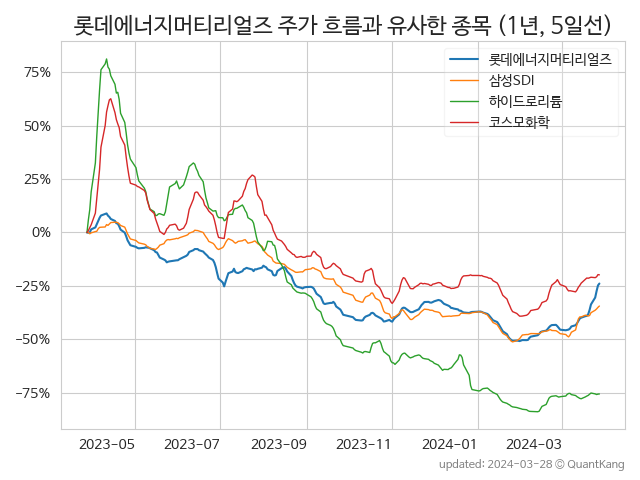 롯데에너지머티리얼즈 주가 흐름과 유사한 종목 (1년, 5일선)
롯데에너지머티리얼즈
삼성SDI
하이드로리튬
코스모화학
75%
50%
25%
0%
−25%
−50%
−75%
2023-05 2023-07 2023-09 2023-11 2024-01 2024-03
updated: 2024-03-28 © QuantKang